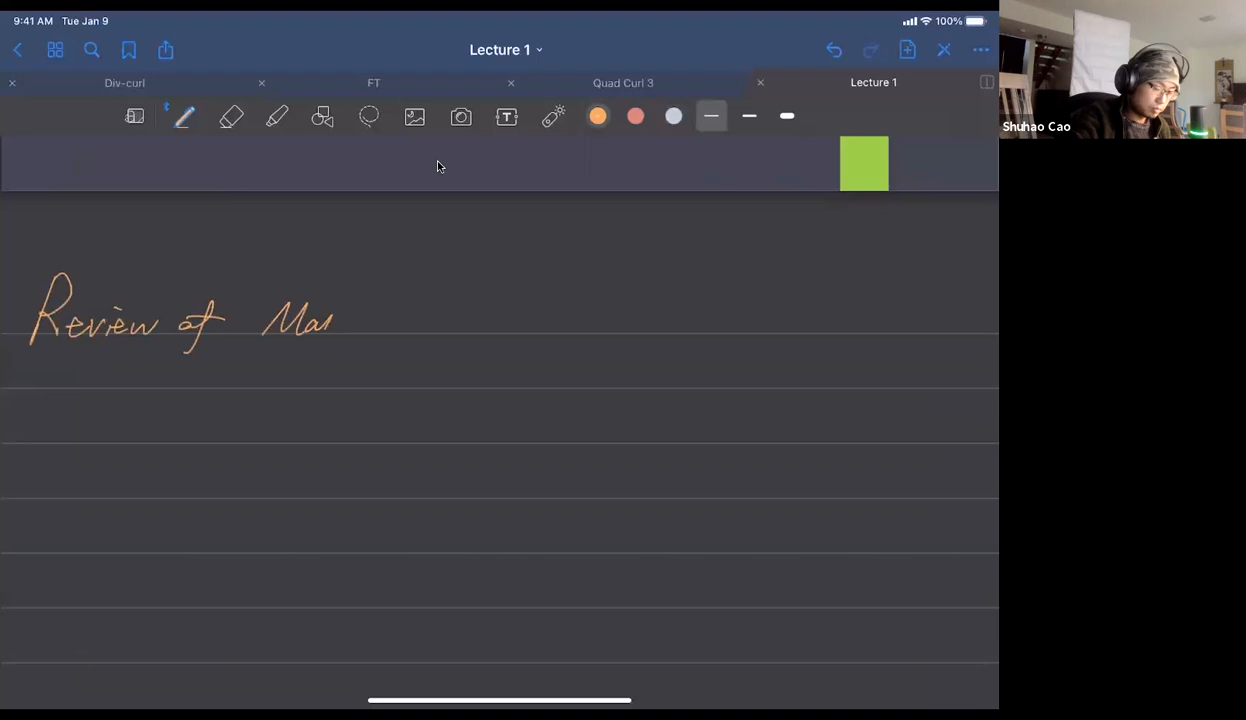 9:41 AM Tue Jan 9
100%
Lecture 1
Div-curl
FT
Quad Curl 3
Lecture 1
T
Shuhao Cao
Review of Mar